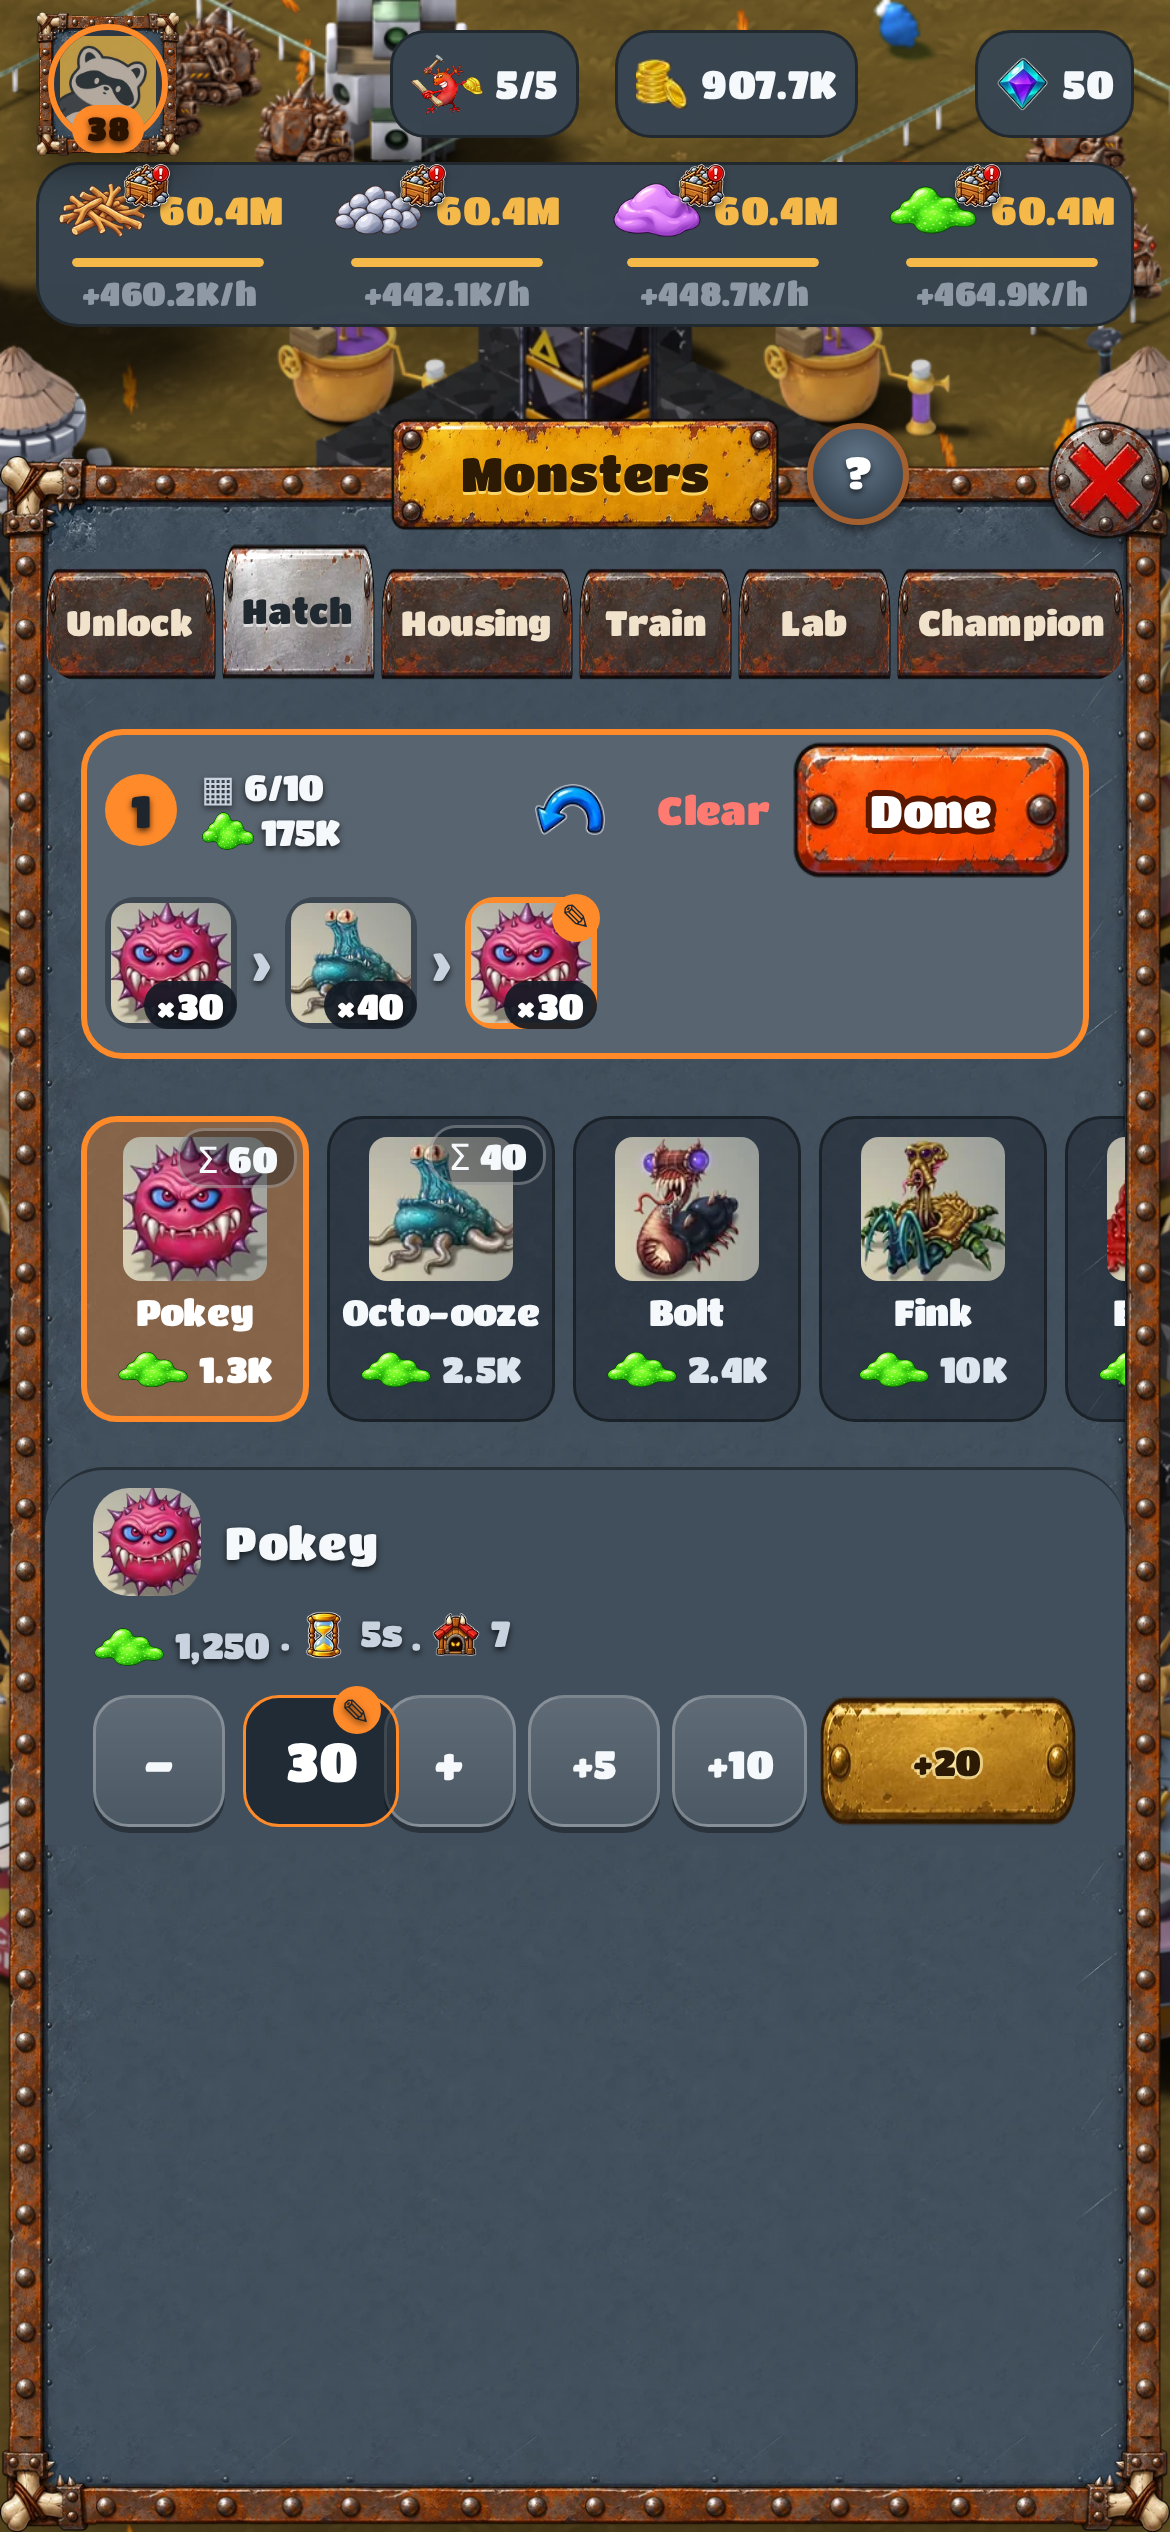 38
5/5
907.7K
50
60.4M
60.4M
60.4M
60.4M
+460.2K/h
+442.1K/h
+448.7K/h
+464.9K/h
Monsters
?
Unlock
Hatch
Housing
Train
Lab
Champion
1
6/10
175K
Clear
Done
×30
×40
×30
Σ 60
Σ 40
Pokey
Octo-ooze
Bolt
Fink
1.3K
2.5K
2.4K
10K
Pokey
1,250 · 5s · 7
-
30
+
+5
+10
+20